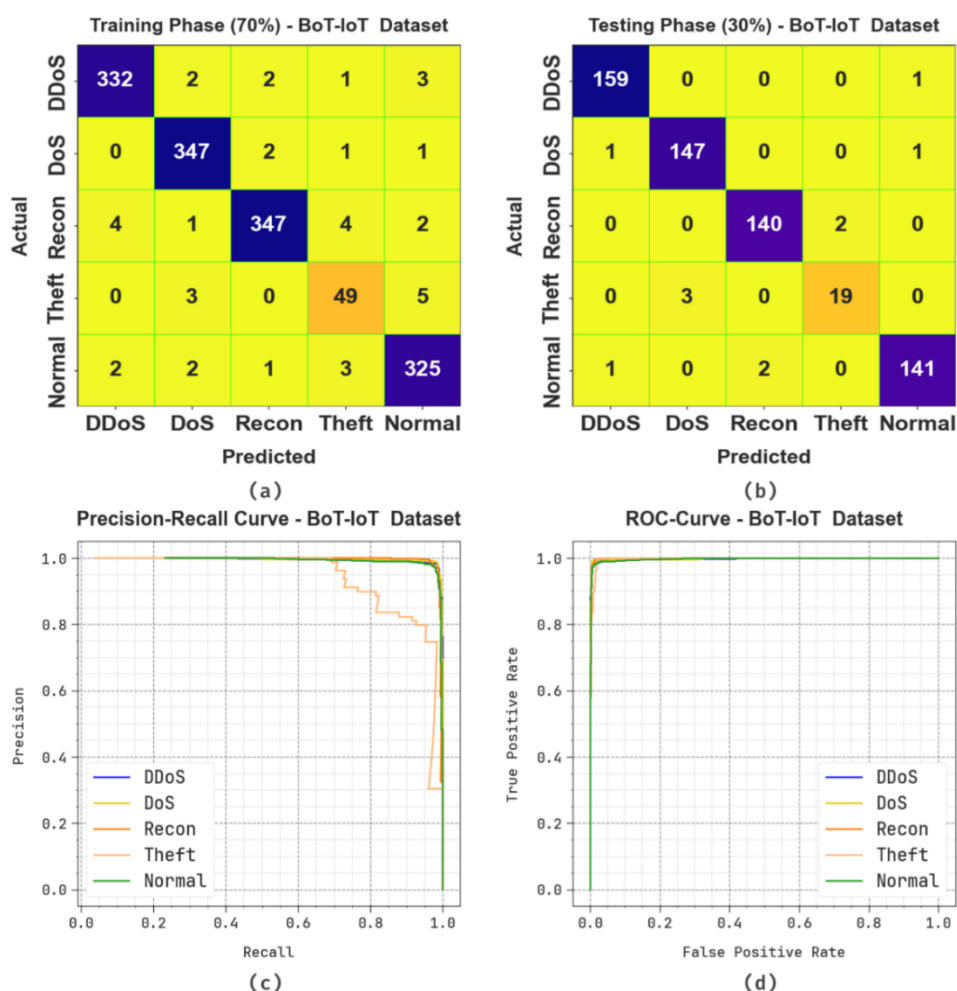 Training Phase (70%) - BoT-IoT Dataset
Actual
DDoS 332 2 2 1 3
DoS 0 347 2 1 1
Recon 4 1 347 4 2
Theft 0 3 0 49 5
Normal 2 2 1 3 325
DDoS DoS Recon Theft Normal
Predicted
(a)
Testing Phase (30%) - BoT-IoT Dataset
Actual
DDoS 159 0 0 0 1
DoS 1 147 0 0 1
Recon 0 0 140 2 0
Theft 0 3 0 19 0
Normal 1 0 2 0 141
DDoS DoS Recon Theft Normal
Predicted
(b)
Precision-Recall Curve - BoT-IoT Dataset
Precision
1.0
0.8
0.6
0.4
0.2
0.0
DDoS
DoS
Recon
Theft
Normal
0.0 0.2 0.4 0.6 0.8 1.0
Recall
(c)
ROC-Curve - BoT-IoT Dataset
True Positive Rate
1.0
0.8
0.6
0.4
0.2
0.0
DDoS
DoS
Recon
Theft
Normal
0.0 0.2 0.4 0.6 0.8 1.0
False Positive Rate
(d)